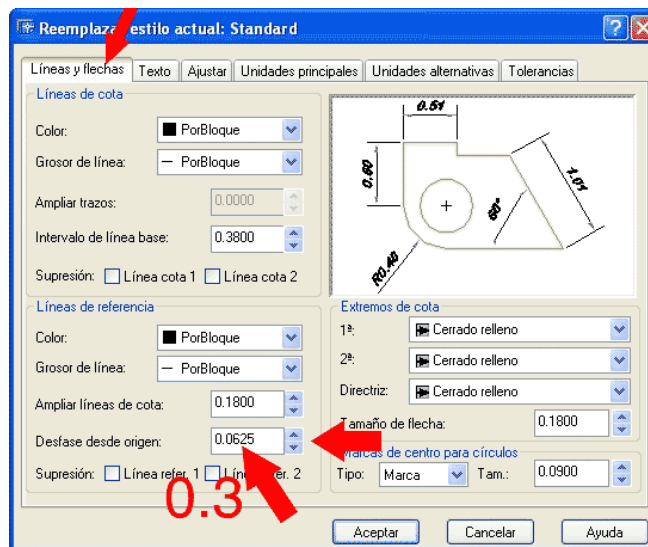 Reemplazar estilo actual: Standard
Líneas y flechas
Texto
Ajustar
Unidades principales
Unidades alternativas
Tolerancias
Líneas de cota
Color:
PorBloque
Grosor de línea:
PorBloque
Ampliar trazos:
0.0000
Intervalo de línea base:
0.3800
Supresión:
Línea cota 1
Línea cota 2
0.51
0.60
1.01
60°
R0.40
Líneas de referencia
Color:
PorBloque
Grosor de línea:
PorBloque
Ampliar líneas de cota:
0.1800
Desfase desde origen:
0.0625
Supresión:
Línea refer. 1
Línea refer. 2
0.3
Extremos de cota
1ª:
Cerrado relleno
2ª:
Cerrado relleno
Directriz:
Cerrado relleno
Tamaño de flecha:
0.1800
Marcas de centro para círculos
Tipo:
Marca
Tam.:
0.0900
Aceptar
Cancelar
Ayuda